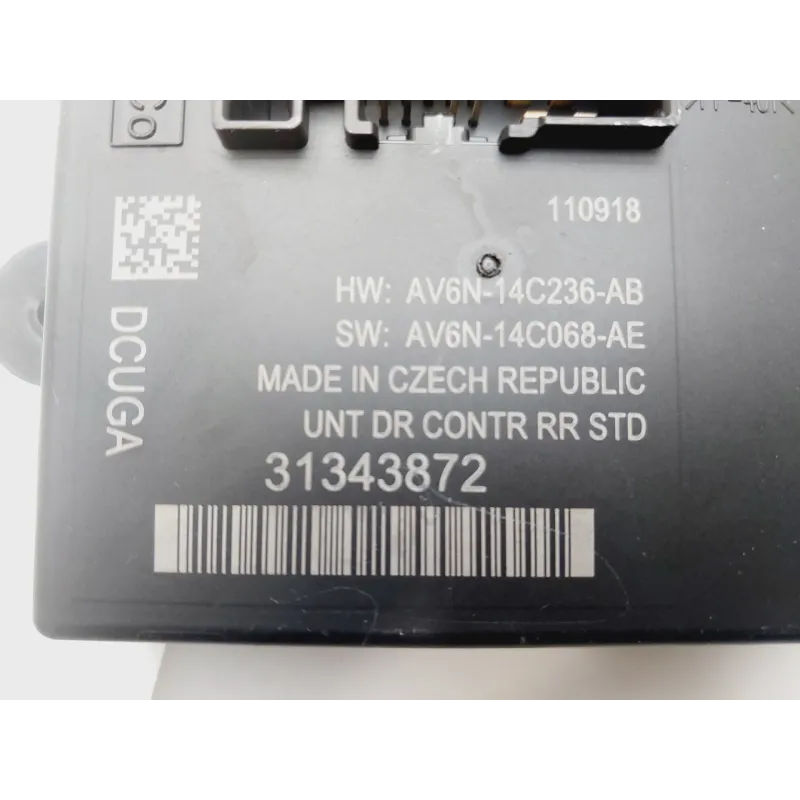 110918
HW: AV6N-14C236-AB
SW: AV6N-14C068-AE
MADE IN CZECH REPUBLIC
UNT DR CONTR RR STD
31343872
DCUGA